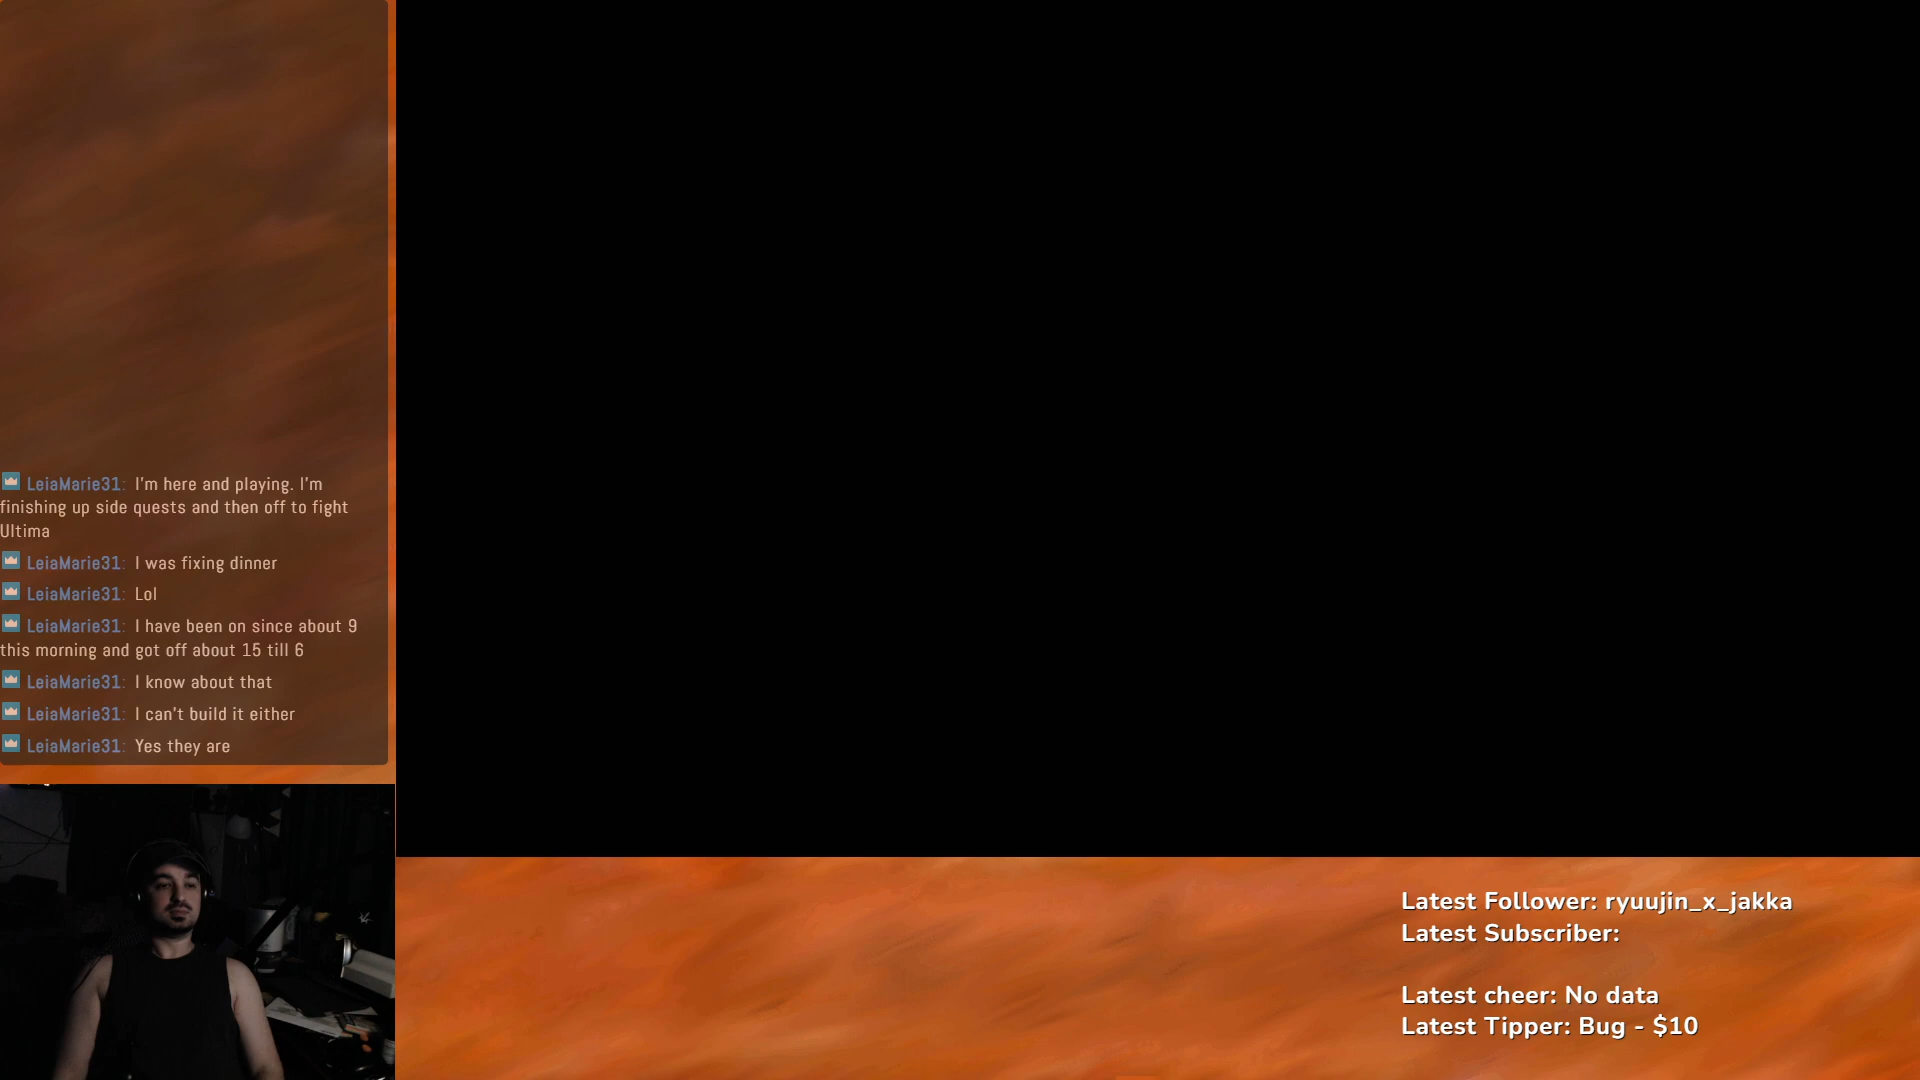 LeiaMarie31: I'm here and playing. I'm
finishing up side quests and then off to fight
Ultima
LeiaMarie31: I was fixing dinner
LeiaMarie31: Lol
LeiaMarie31: I have been on since about 9
this morning and got off about 15 till 6
LeiaMarie31: I know about that
LeiaMarie31: I can't build it either
LeiaMarie31: Yes they are
Latest Follower: ryuujin_x_jakka
Latest Subscriber:
Latest cheer: No data
Latest Tipper: Bug - $10